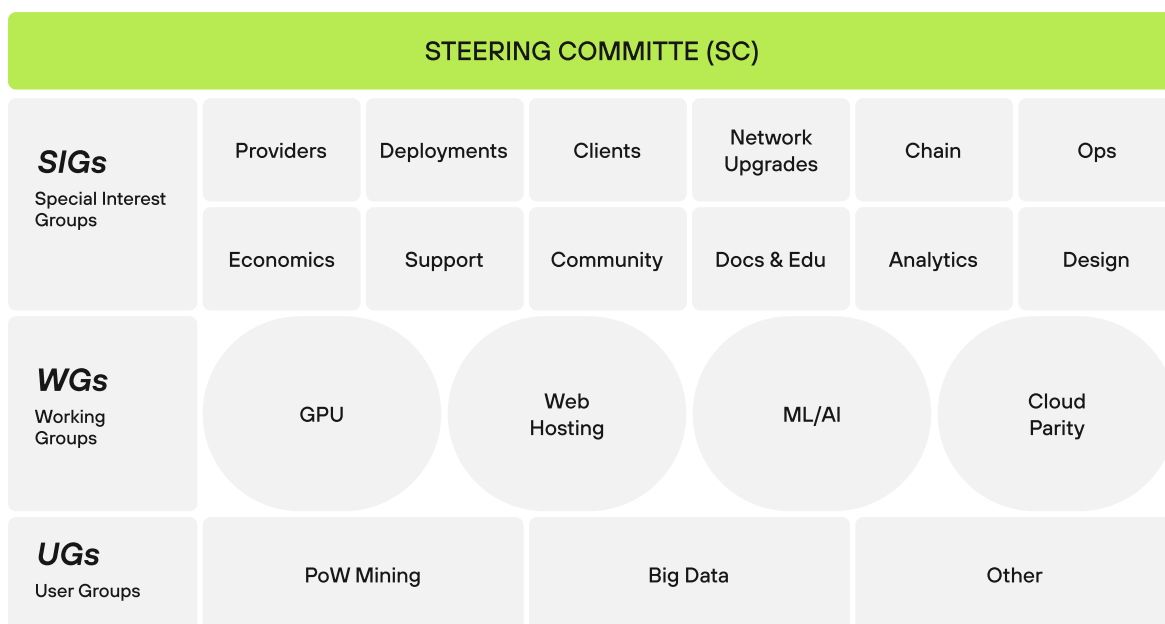 STEERING COMMITTE (SC)
SIGs
Special Interest
Groups
Providers
Deployments
Clients
Network
Upgrades
Chain
Ops
Economics
Support
Community
Docs & Edu
Analytics
Design
WGs
Working
Groups
GPU
Web
Hosting
ML/AI
Cloud
Parity
UGs
User Groups
PoW Mining
Big Data
Other